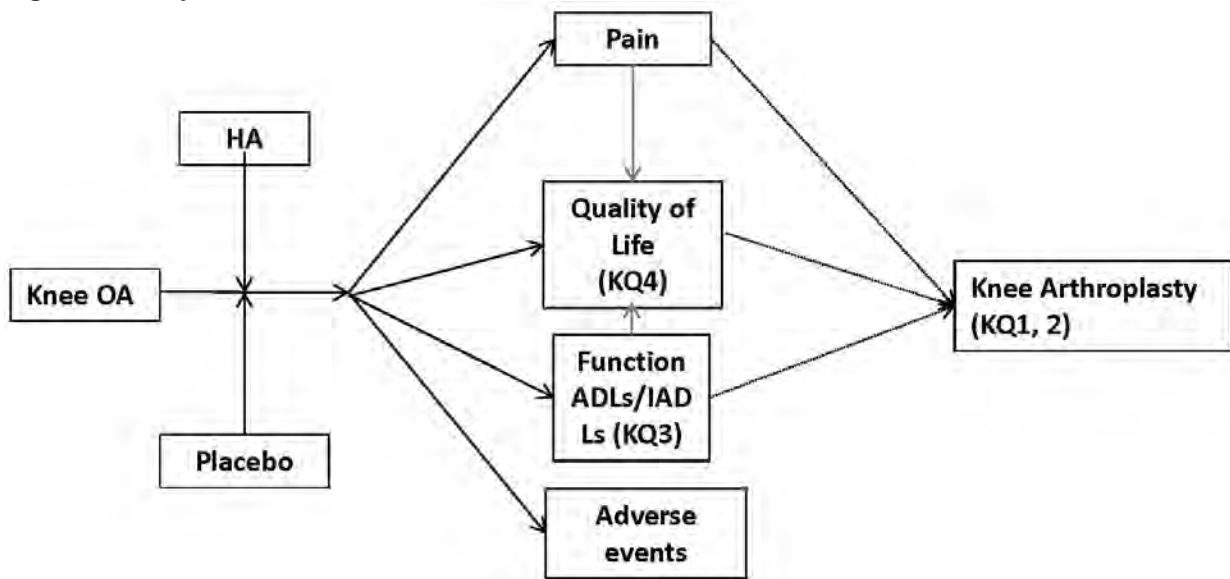 Pain
HA
Quality of
Life
(KQ4)
Knee OA
Knee Arthroplasty
(KQ1, 2)
Function
ADLs/IAD
Ls (KQ3)
Placebo
Adverse
events